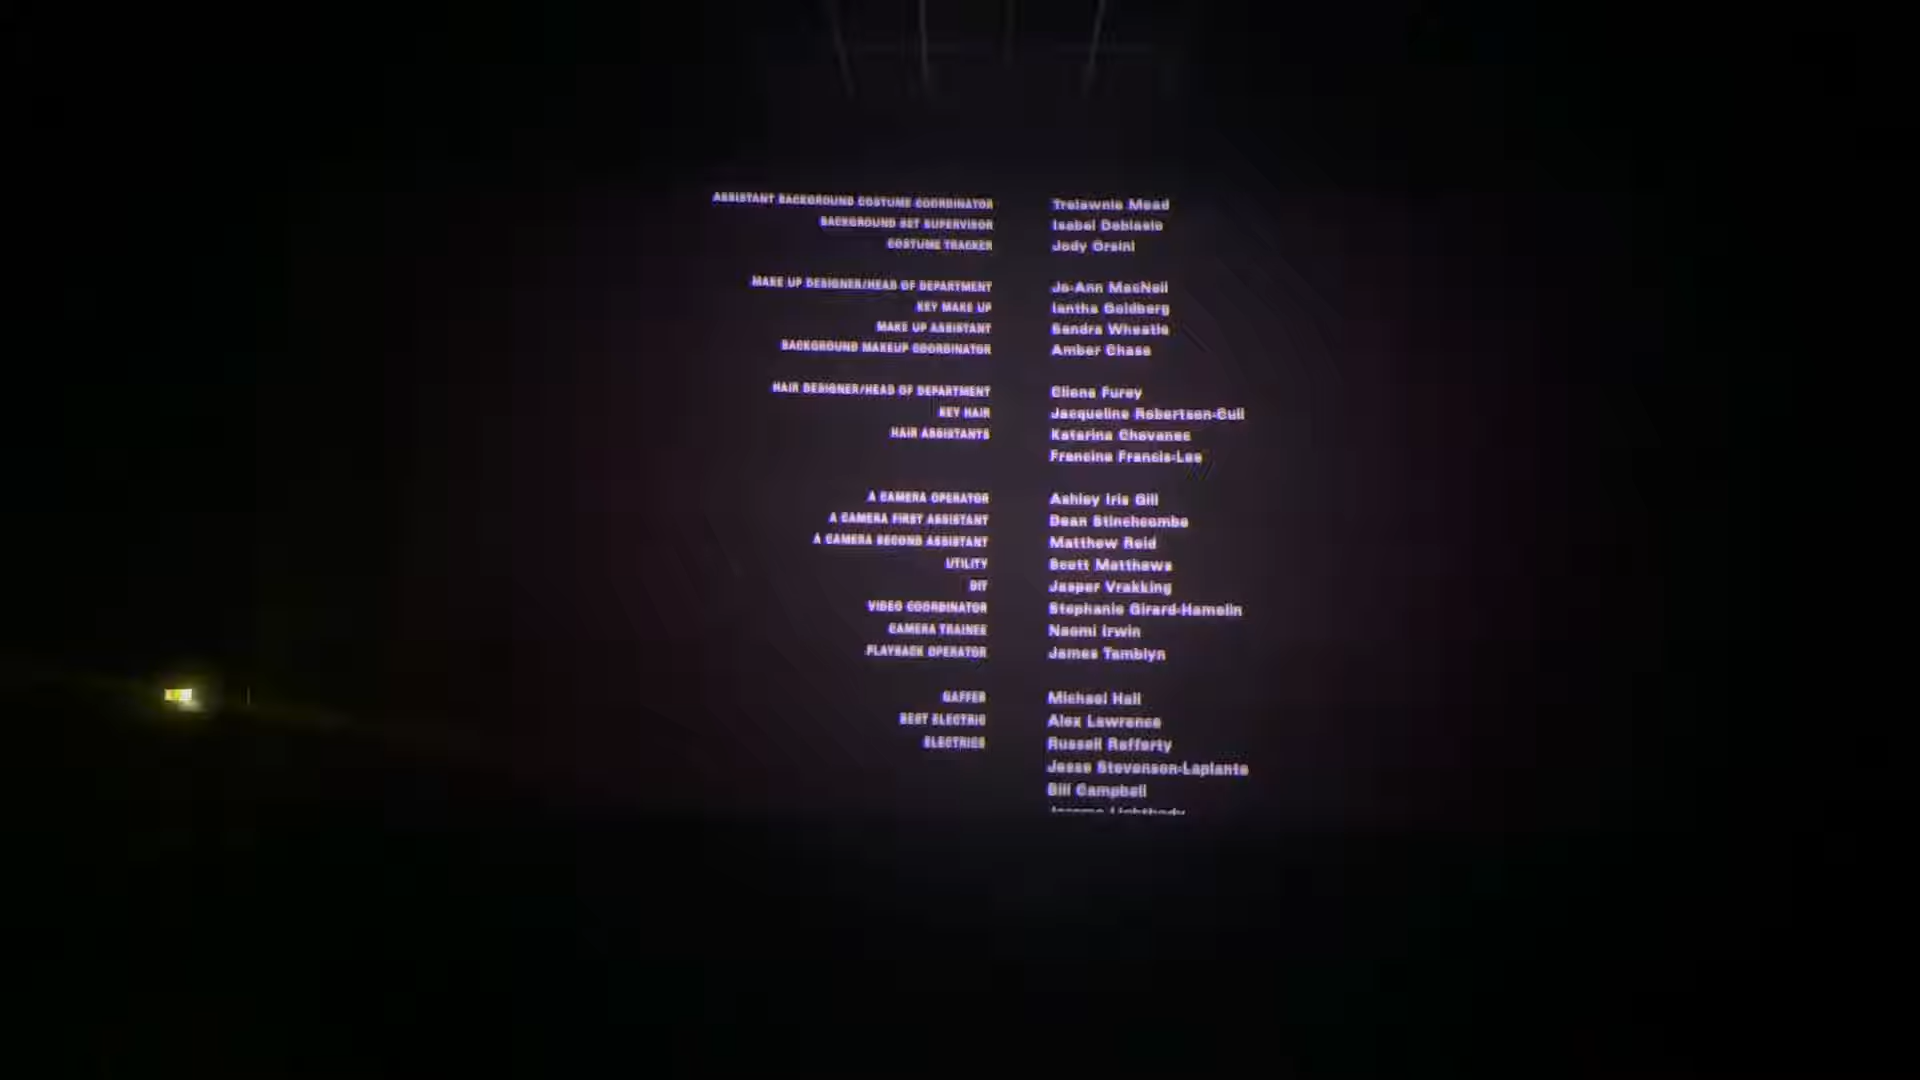 ASSISTANT BACKGROUND COSTUME COORDINATOR Trelawnie Mead
BACKGROUND SET SUPERVISOR Isabel Deblasio
COSTUME TRACKER Jody Orsini
MAKE UP DESIGNER/HEAD OF DEPARTMENT Jo-Ann MacNeil
KEY MAKE UP Iantha Goldberg
MAKE UP ASSISTANT Sandra Wheatle
BACKGROUND MAKEUP COORDINATOR Amber Chase
HAIR DESIGNER/HEAD OF DEPARTMENT Cliona Furey
KEY HAIR Jacqueline Robertson-Cull
HAIR ASSISTANTS Katarina Chovanec
Francine Francis-Lee
A CAMERA OPERATOR Ashley Iris Gill
A CAMERA FIRST ASSISTANT Dean Stinchcombe
A CAMERA SECOND ASSISTANT Matthew Reid
UTILITY Scott Matthews
DIT Jasper Vrakking
VIDEO COORDINATOR Stephanie Girard-Hamelin
CAMERA TRAINEE Naomi Irwin
PLAYBACK OPERATOR James Tamblyn
GAFFER Michael Hall
BEST ELECTRIC Alex Lawrence
ELECTRICS Russell Rafferty
Jesse Stevenson-Laplante
Bill Campbell